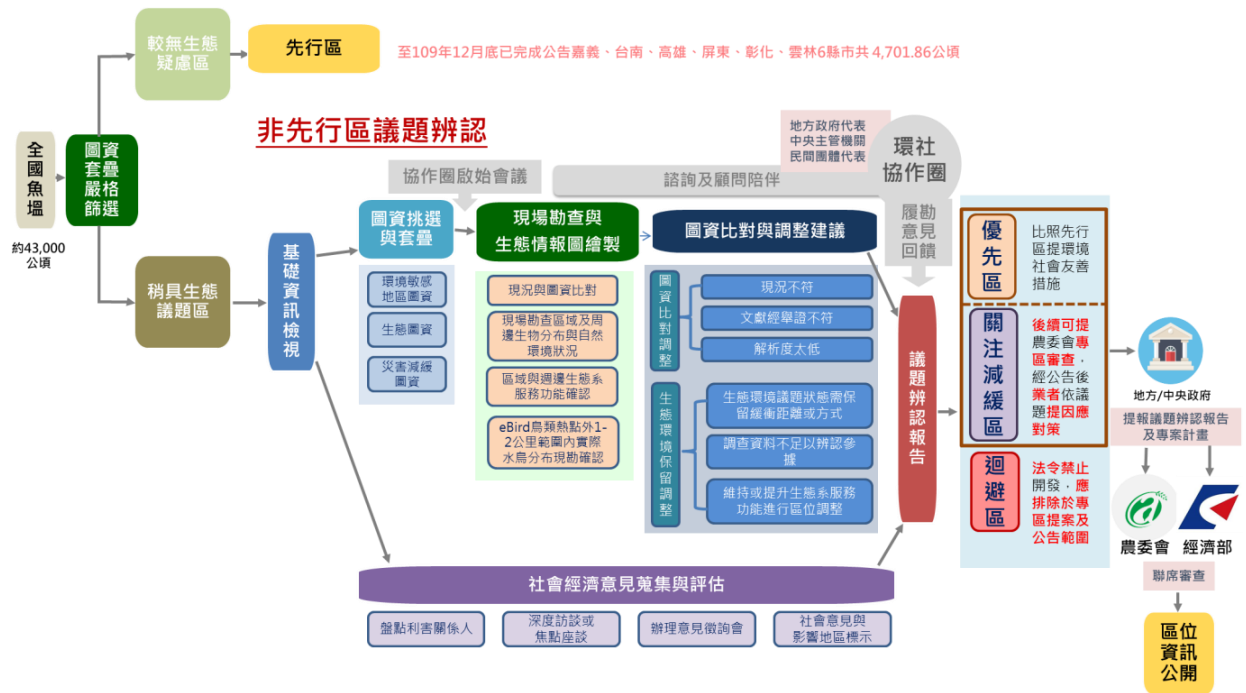 較無生態
疑慮區
先行區
至109年12月底已完成公告嘉義、台南、高雄、屏東、彰化、雲林6縣市共 4,701.86公頃
全
國
魚
塭
約43,000
公頃
圖資
套疊
嚴格
篩選
稍具生態
議題區
非先行區議題辨認
基
礎
資
訊
檢
視
協作圈啟始會議
諮詢及顧問陪伴
地方政府代表
中央主管機關
民間團體代表
環社
協作圈
履勘
意見
回饋
圖資挑選
與套疊
環境敏感
地區圖資
生態圖資
災害減緩
圖資
現場勘查與
生態情報圖繪製
現況與圖資比對
現場勘查區域及周
邊生物分布與自然
環境狀況
區域與週邊生態系
服務功能確認
eBird鳥類熱點外1-
2公里範圍內實際
水鳥分布現勘確認
圖資比對與調整建議
圖
資
比
對
調
整
現況不符
文獻經舉證不符
解析度太低
生
態
環
境
保
留
調
整
生態環境議題狀態需保
留緩衝距離或方式
調查資料不足以辨認參
據
維持或提升生態系服務
功能進行區位調整
社會經濟意見蒐集與評估
盤點利害關係人
深度訪談或
焦點座談
辦理意見徵詢會
社會意見與
影響地區標示
議
題
辨
認
報
告
優
先
區
比照先行
區提環境
社會友善
措施
關
注
減
緩
區
後續可提
農委會專
區審查，
經公告後
業者依議
題提因應
對策
迴
避
區
法令禁止
開發，應
排除於專
區提案及
公告範圍
地方/中央政府
提報議題辨認報告
及專案計畫
農委會
經濟部
聯席審查
區位
資訊
公開